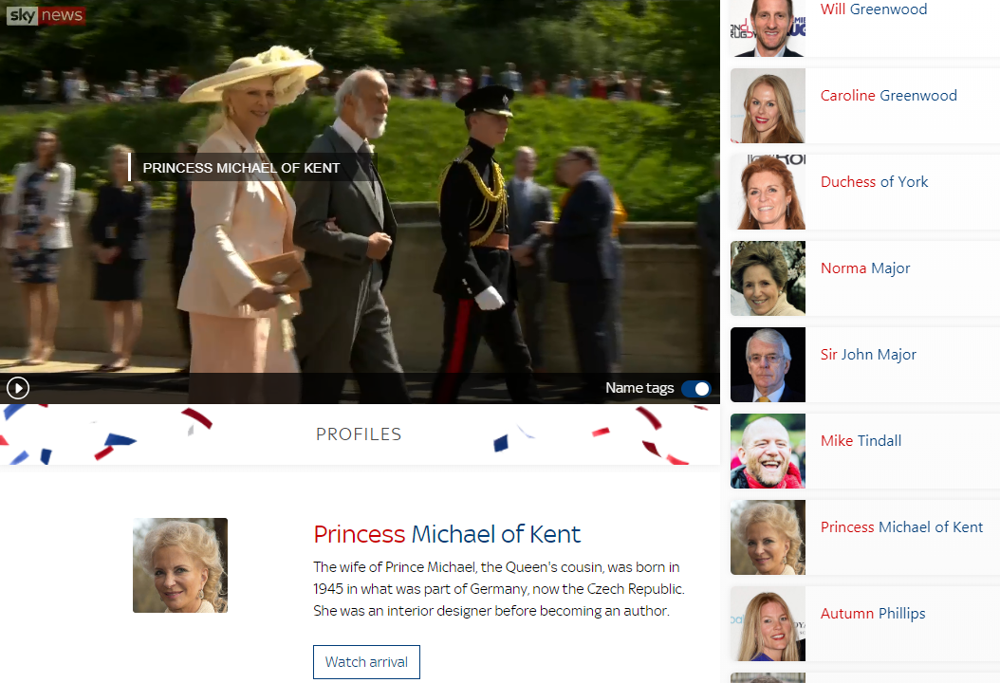 sky news
PRINCESS MICHAEL OF KENT
Name tags
PROFILES
Princess Michael of Kent
The wife of Prince Michael, the Queen's cousin, was born in
1945 in what was part of Germany, now the Czech Republic.
She was an interior designer before becoming an author.
Watch arrival
Will Greenwood
Caroline Greenwood
Duchess of York
Norma Major
Sir John Major
Mike Tindall
Princess Michael of Kent
Autumn Phillips